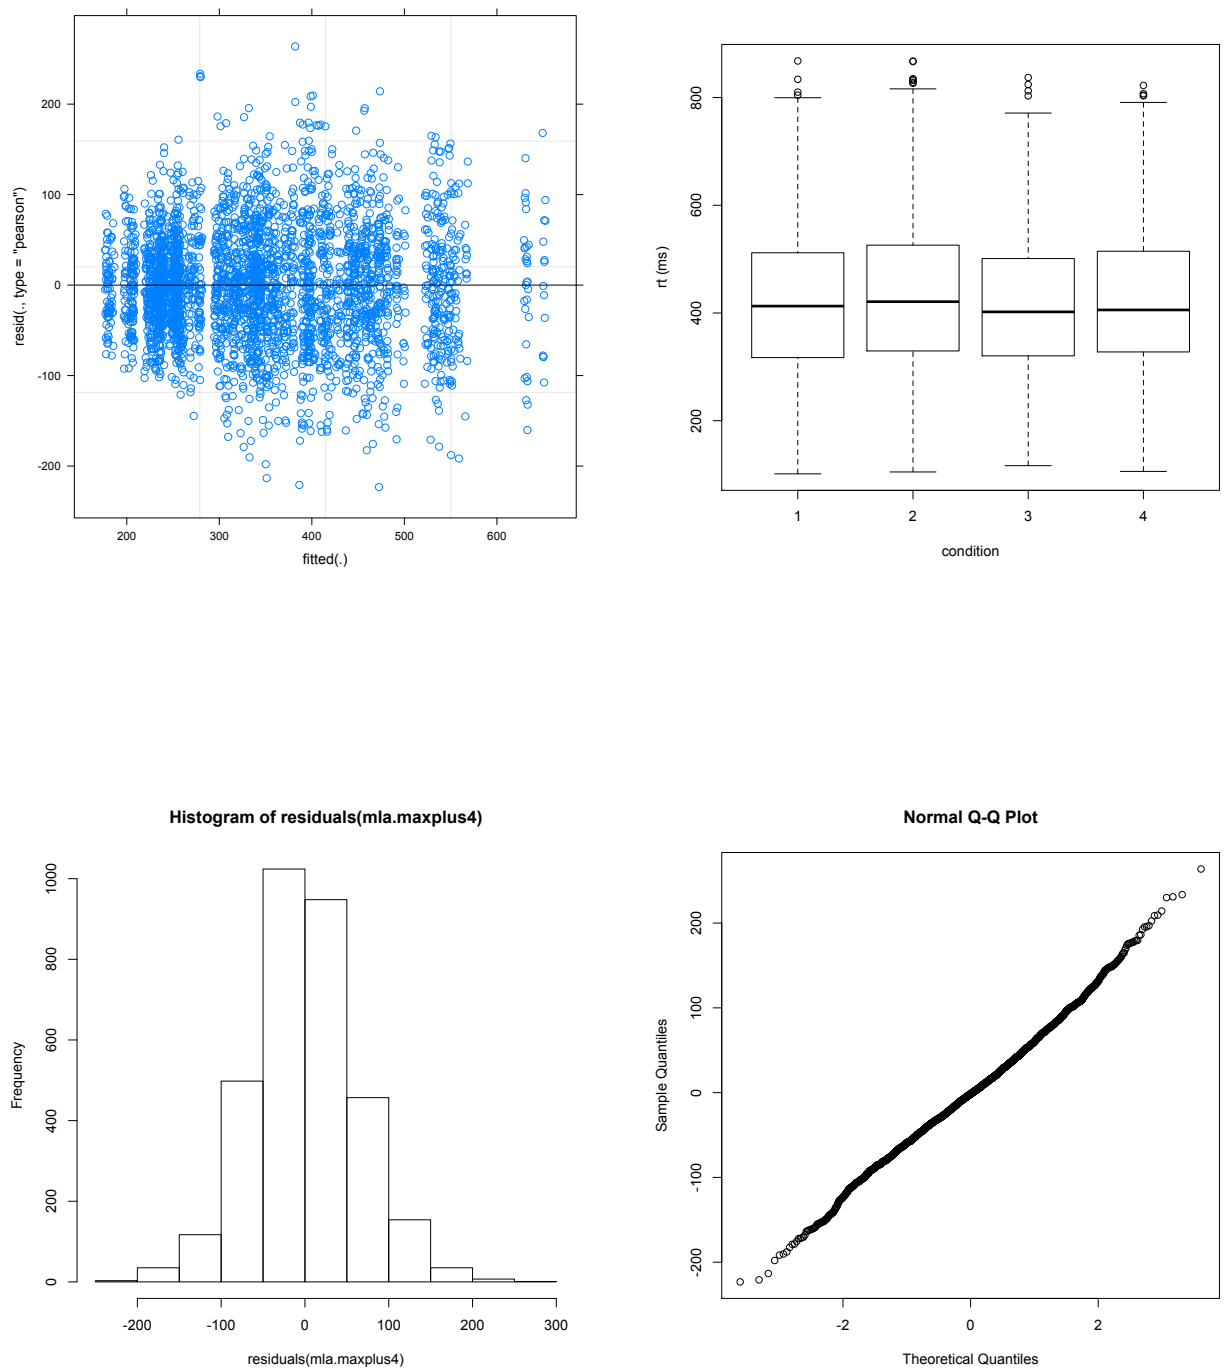 200
100
0
-100
-200
resid(., type = "pearson")
200 300 400 500 600
fitted(.)
800
600
400
200
rt (ms)
1 2 3 4
condition
Histogram of residuals(mla.maxplus4)
1000
800
600
400
200
0
Frequency
-200 -100 0 100 200 300
residuals(mla.maxplus4)
Normal Q-Q Plot
200
100
0
-100
-200
Sample Quantiles
-2 0 2
Theoretical Quantiles